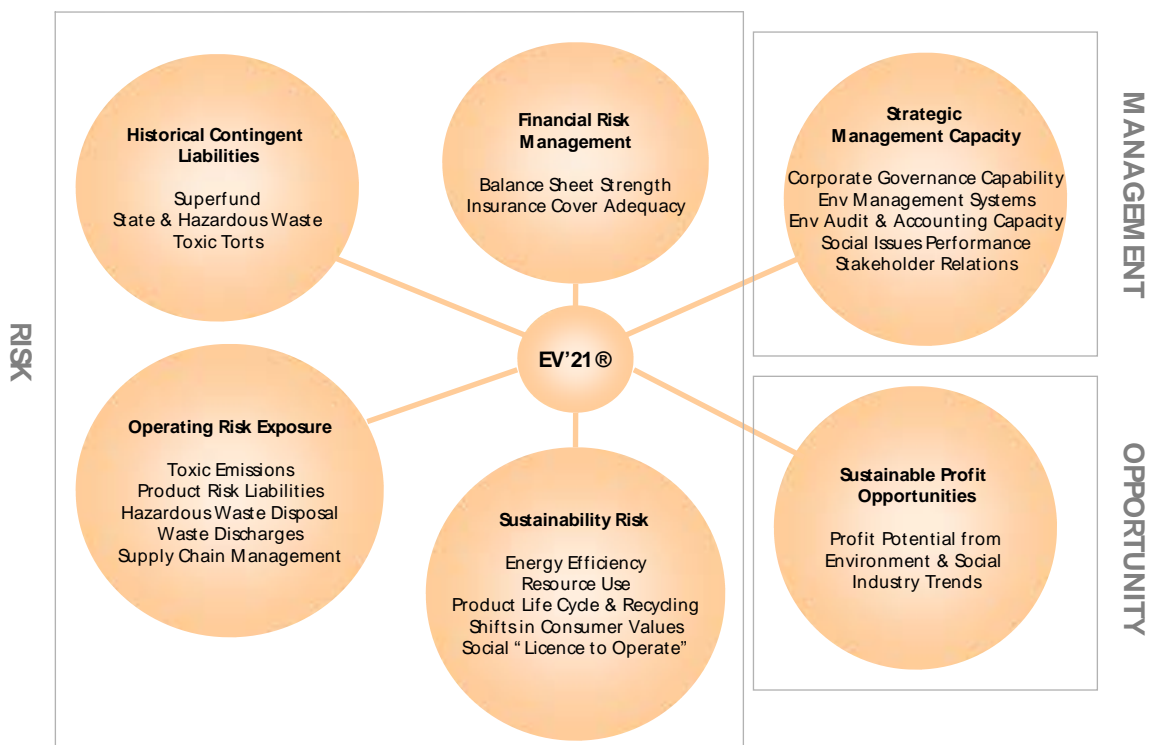 RISK
Historical Contingent
Liabilities
Superfund
State & Hazardous Waste
Toxic Torts
Financial Risk
Management
Balance Sheet Strength
Insurance Cover Adequacy
Strategic
Management Capacity
Corporate Governance Capability
Env Management Systems
Env Audit & Accounting Capacity
Social Issues Performance
Stakeholder Relations
MANAGEMENT
EV’21®
Operating Risk Exposure
Toxic Emissions
Product Risk Liabilities
Hazardous Waste Disposal
Waste Discharges
Supply Chain Management
Sustainability Risk
Energy Efficiency
Resource Use
Product Life Cycle & Recycling
Shifts in Consumer Values
Social “Licence to Operate”
Sustainable Profit
Opportunities
Profit Potential from
Environment & Social
Industry Trends
OPPORTUNITY